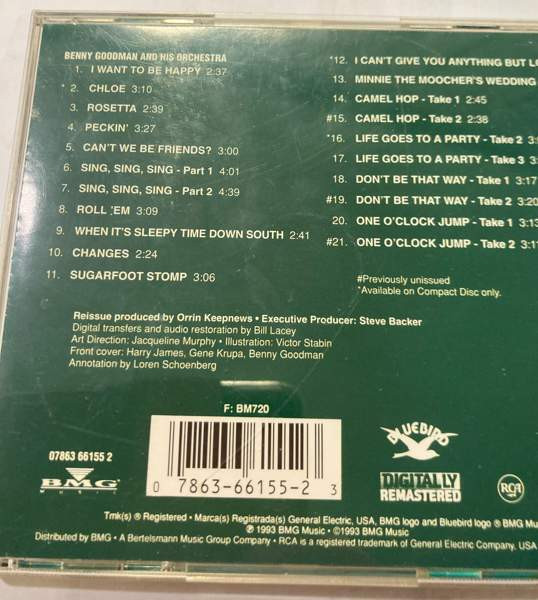 BENNY GOODMAN AND HIS ORCHESTRA
1. I WANT TO BE HAPPY 2:37
*2. CHLOE 3:10
3. ROSETTA 2:39
4. PECKIN' 3:27
5. CAN'T WE BE FRIENDS? 3:00
6. SING, SING, SING - Part 1 4:01
7. SING, SING, SING - Part 2 4:39
8. ROLL 'EM 3:09
9. WHEN IT'S SLEEPY TIME DOWN SOUTH 2:41
10. CHANGES 2:24
11. SUGARFOOT STOMP 3:06
*12. I CAN'T GIVE YOU ANYTHING BUT
13. MINNIE THE MOOCHER'S WEDDING
14. CAMEL HOP - Take 1 2:45
#15. CAMEL HOP - Take 2 2:38
*16. LIFE GOES TO A PARTY - Take 2
17. LIFE GOES TO A PARTY - Take 3
18. DON'T BE THAT WAY - Take 1 3:17
#19. DON'T BE THAT WAY - Take 2 3:20
20. ONE O'CLOCK JUMP - Take 1 3:13
#21. ONE O'CLOCK JUMP - Take 2
#Previously unissued
*Available on Compact Disc only.
Reissue produced by Orrin Keepnews • Executive Producer: Steve Backer
Digital transfers and audio restoration by Bill Lacey
Art Direction: Jacqueline Murphy • Illustration: Victor Stabin
Front cover: Harry James, Gene Krupa, Benny Goodman
Annotation by Loren Schoenberg
F: BM720
07863 66155 2
BMG
MUSIC
0 7863-66155-2 3
BLUEBIRD
DIGITALLY
REMASTERED
RCA
Tmk(s) ® Registered • Marca(s) Registrada(s) General Electric, USA, BMG logo and Bluebird logo ® BMG
℗ 1993 BMG Music • ©1993 BMG Music
Distributed by BMG • A Bertelsmann Music Group Company • RCA is a registered trademark of General Electric Company, USA